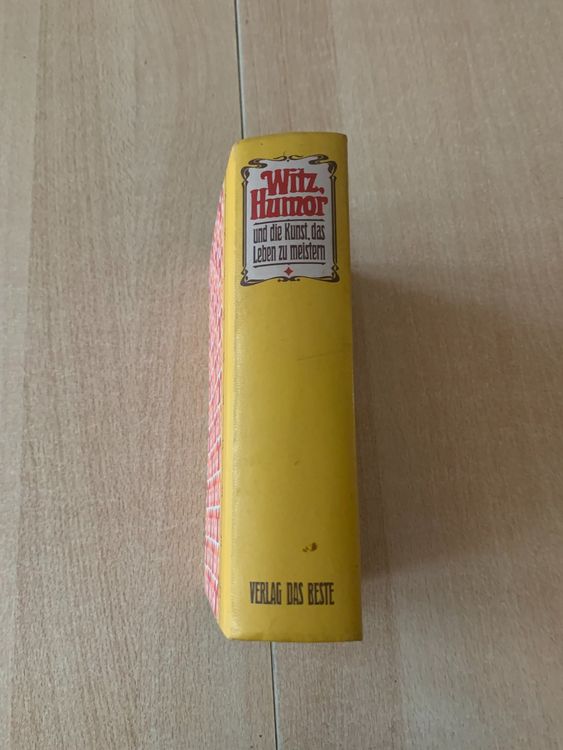 Witz,
Humor
und die Kunst, das
Leben zu meistern
VERLAG DAS BESTE